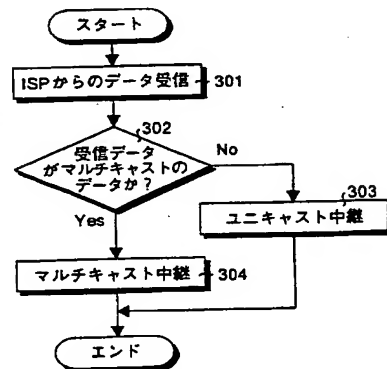 スタート
ISPからのデータ受信
301
302
受信データ
がマルチキャストの
データか?
No
Yes
303
ユニキャスト中継
マルチキャスト中継
304
エンド